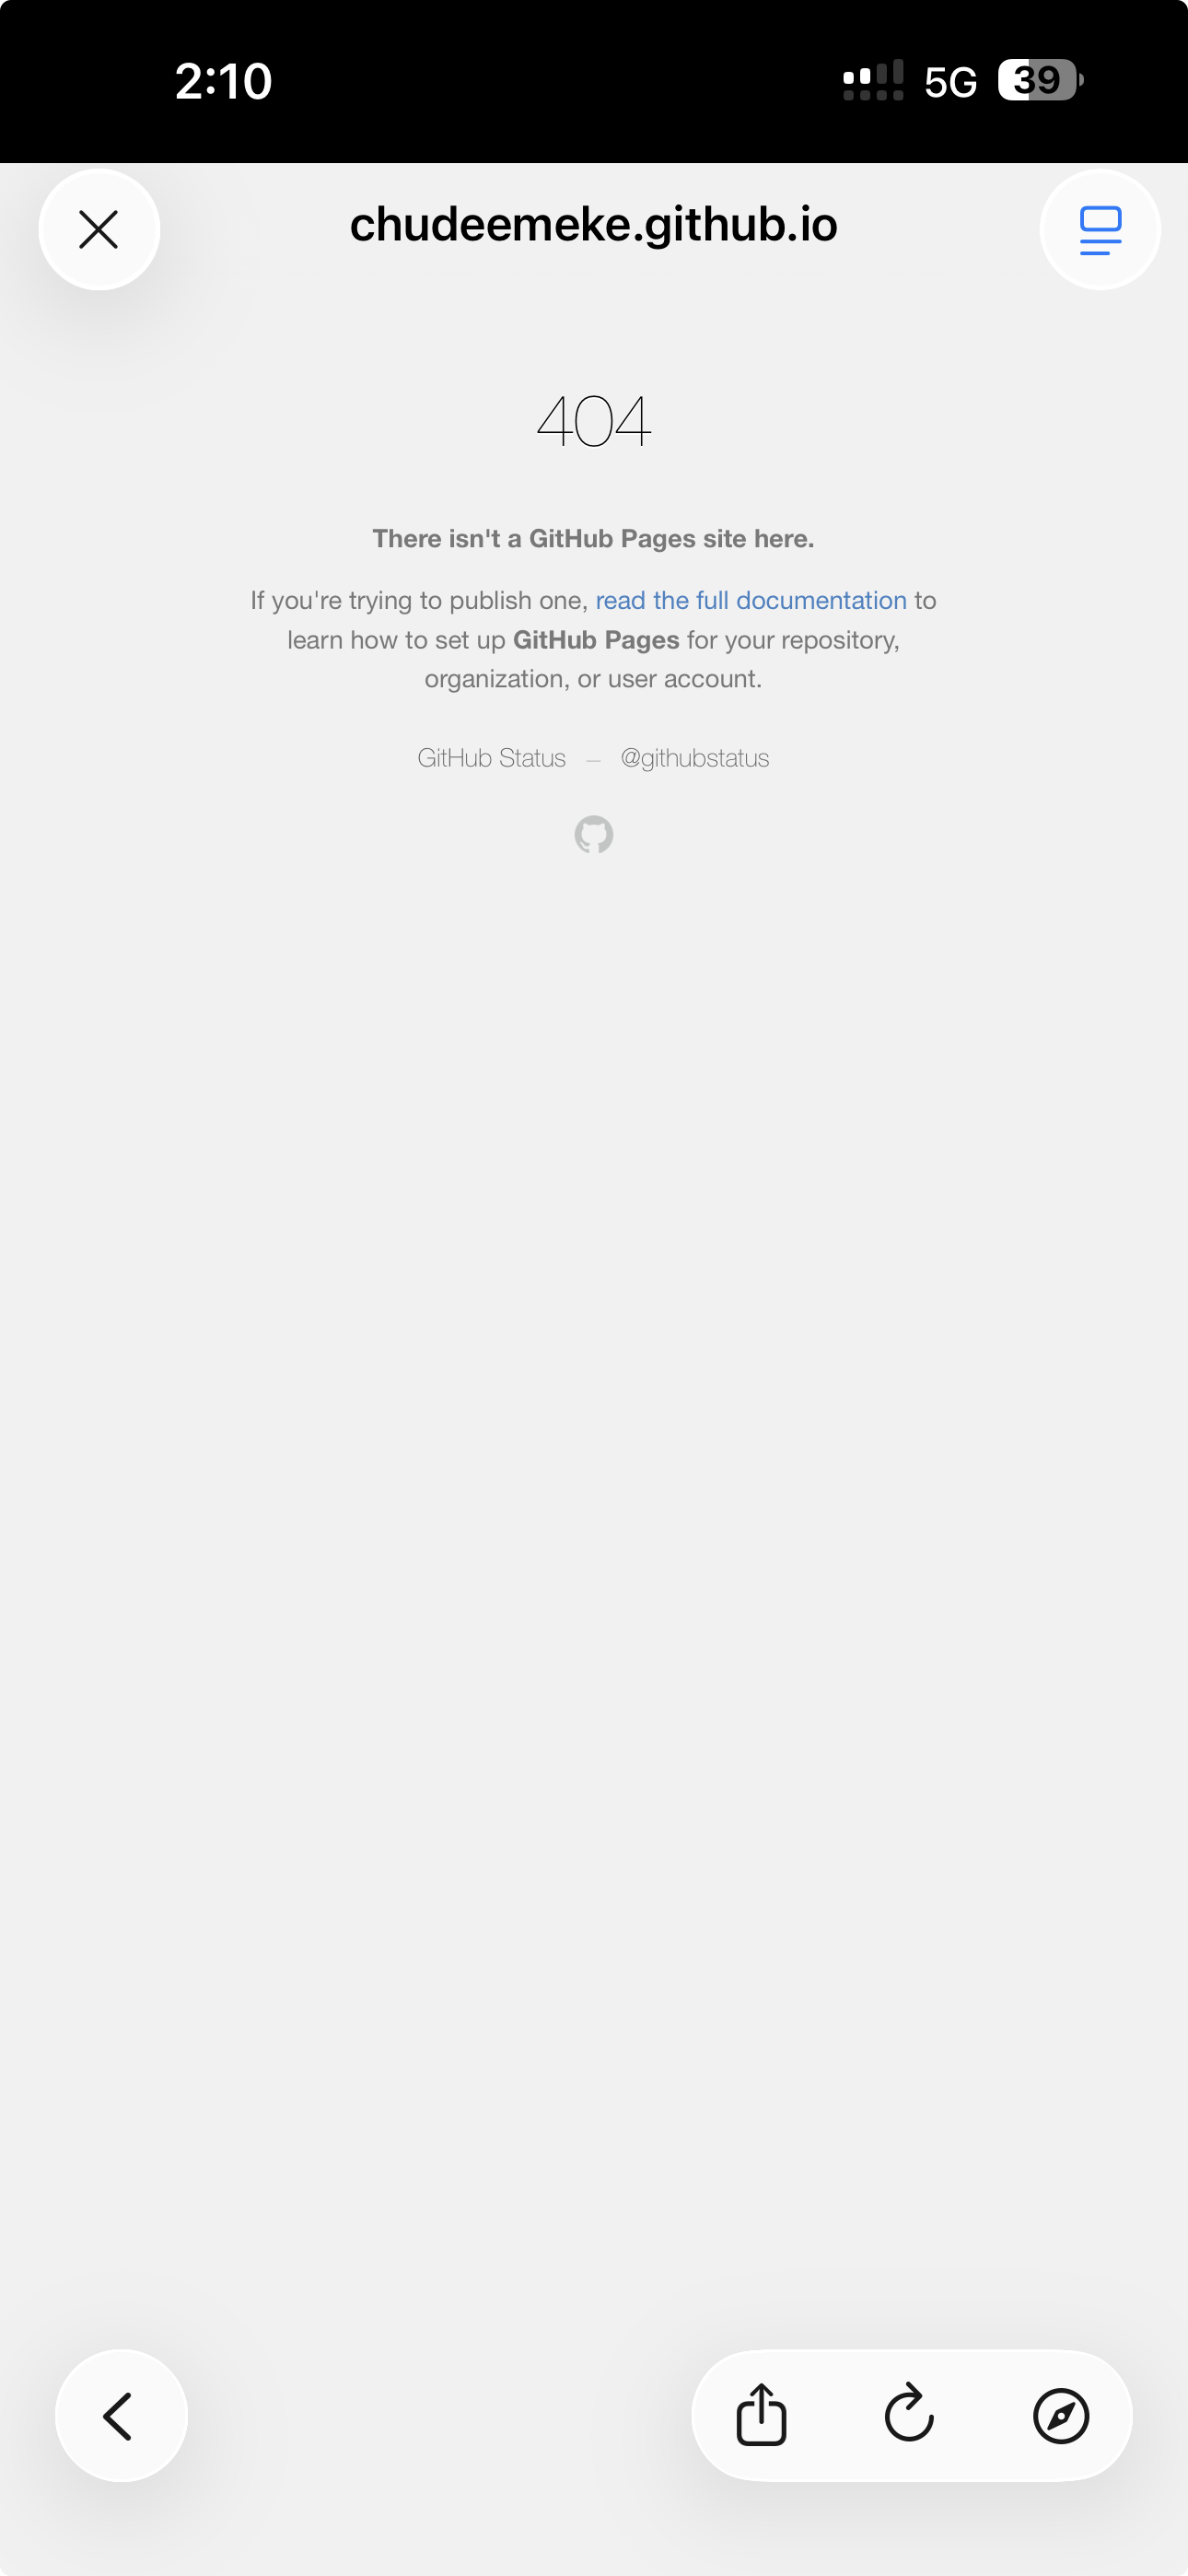 2:10
5G
39
chudeemeke.github.io
404
There isn't a GitHub Pages site here.
If you're trying to publish one, read the full documentation to
learn how to set up GitHub Pages for your repository,
organization, or user account.
GitHub Status — @githubstatus